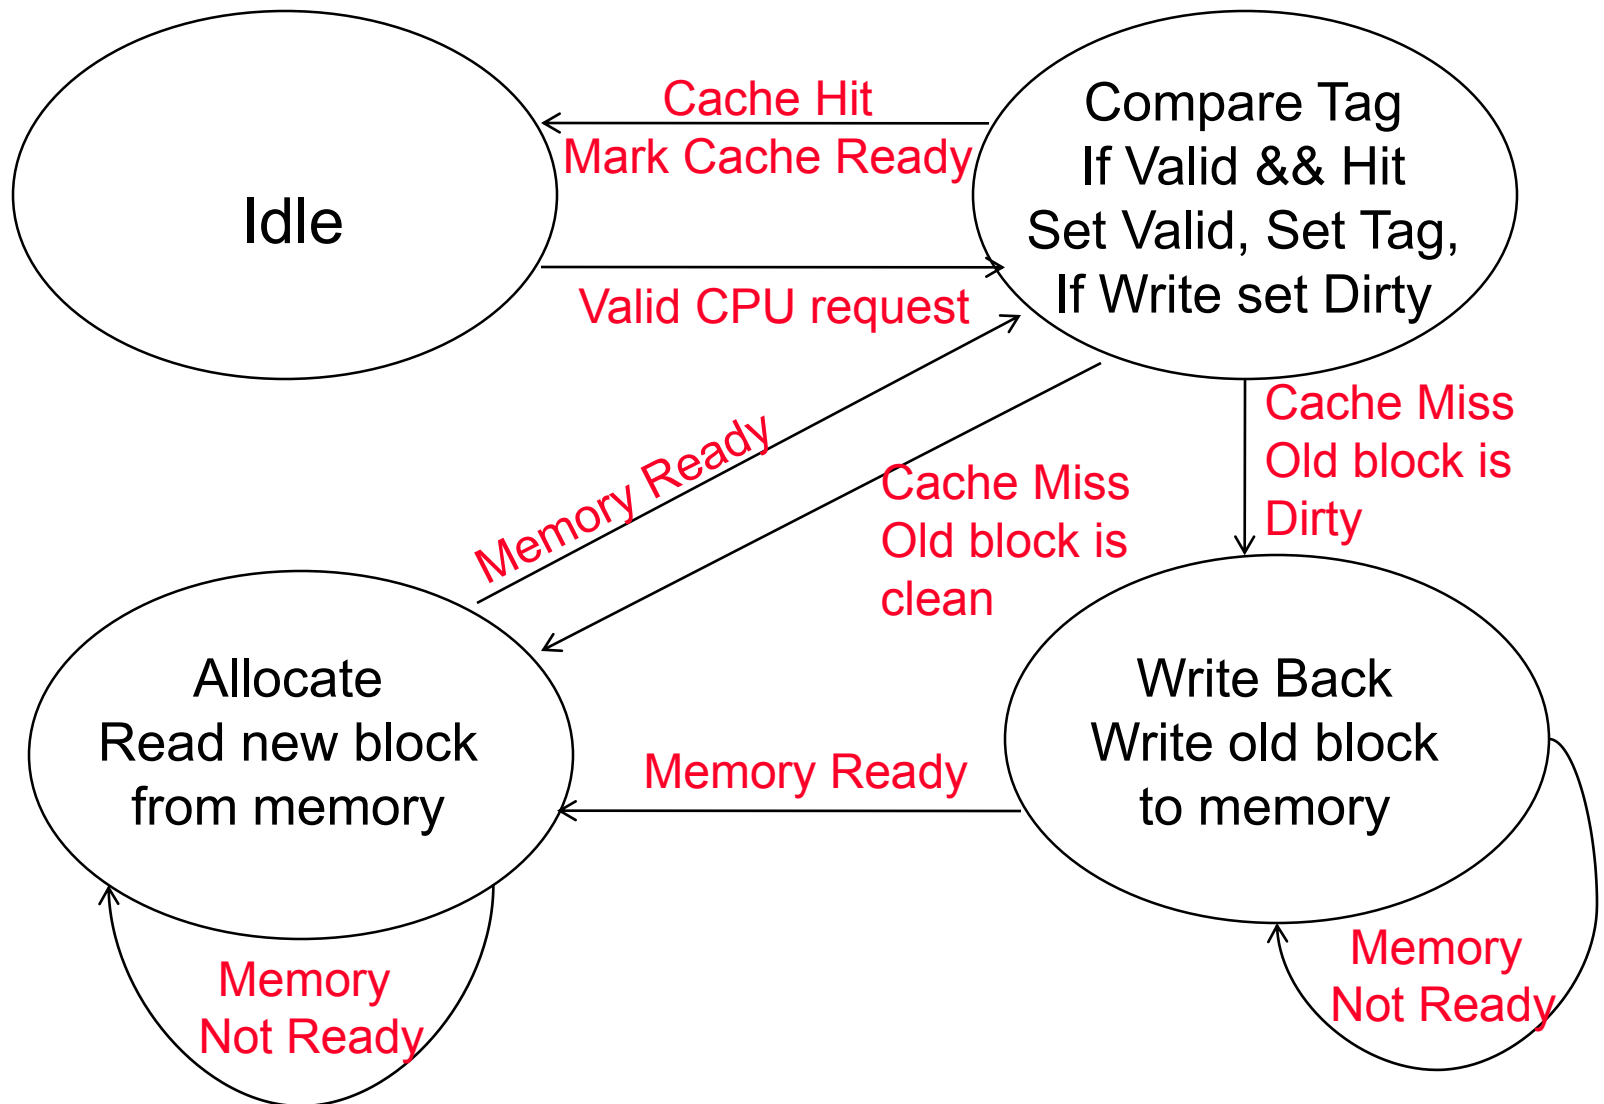 Idle
Cache Hit
Mark Cache Ready
Valid CPU request
Compare Tag
If Valid && Hit
Set Valid, Set Tag,
If Write set Dirty
Memory Ready
Cache Miss
Old block is
clean
Cache Miss
Old block is
Dirty
Allocate
Read new block
from memory
Memory Ready
Write Back
Write old block
to memory
Memory
Not Ready
Memory
Not Ready